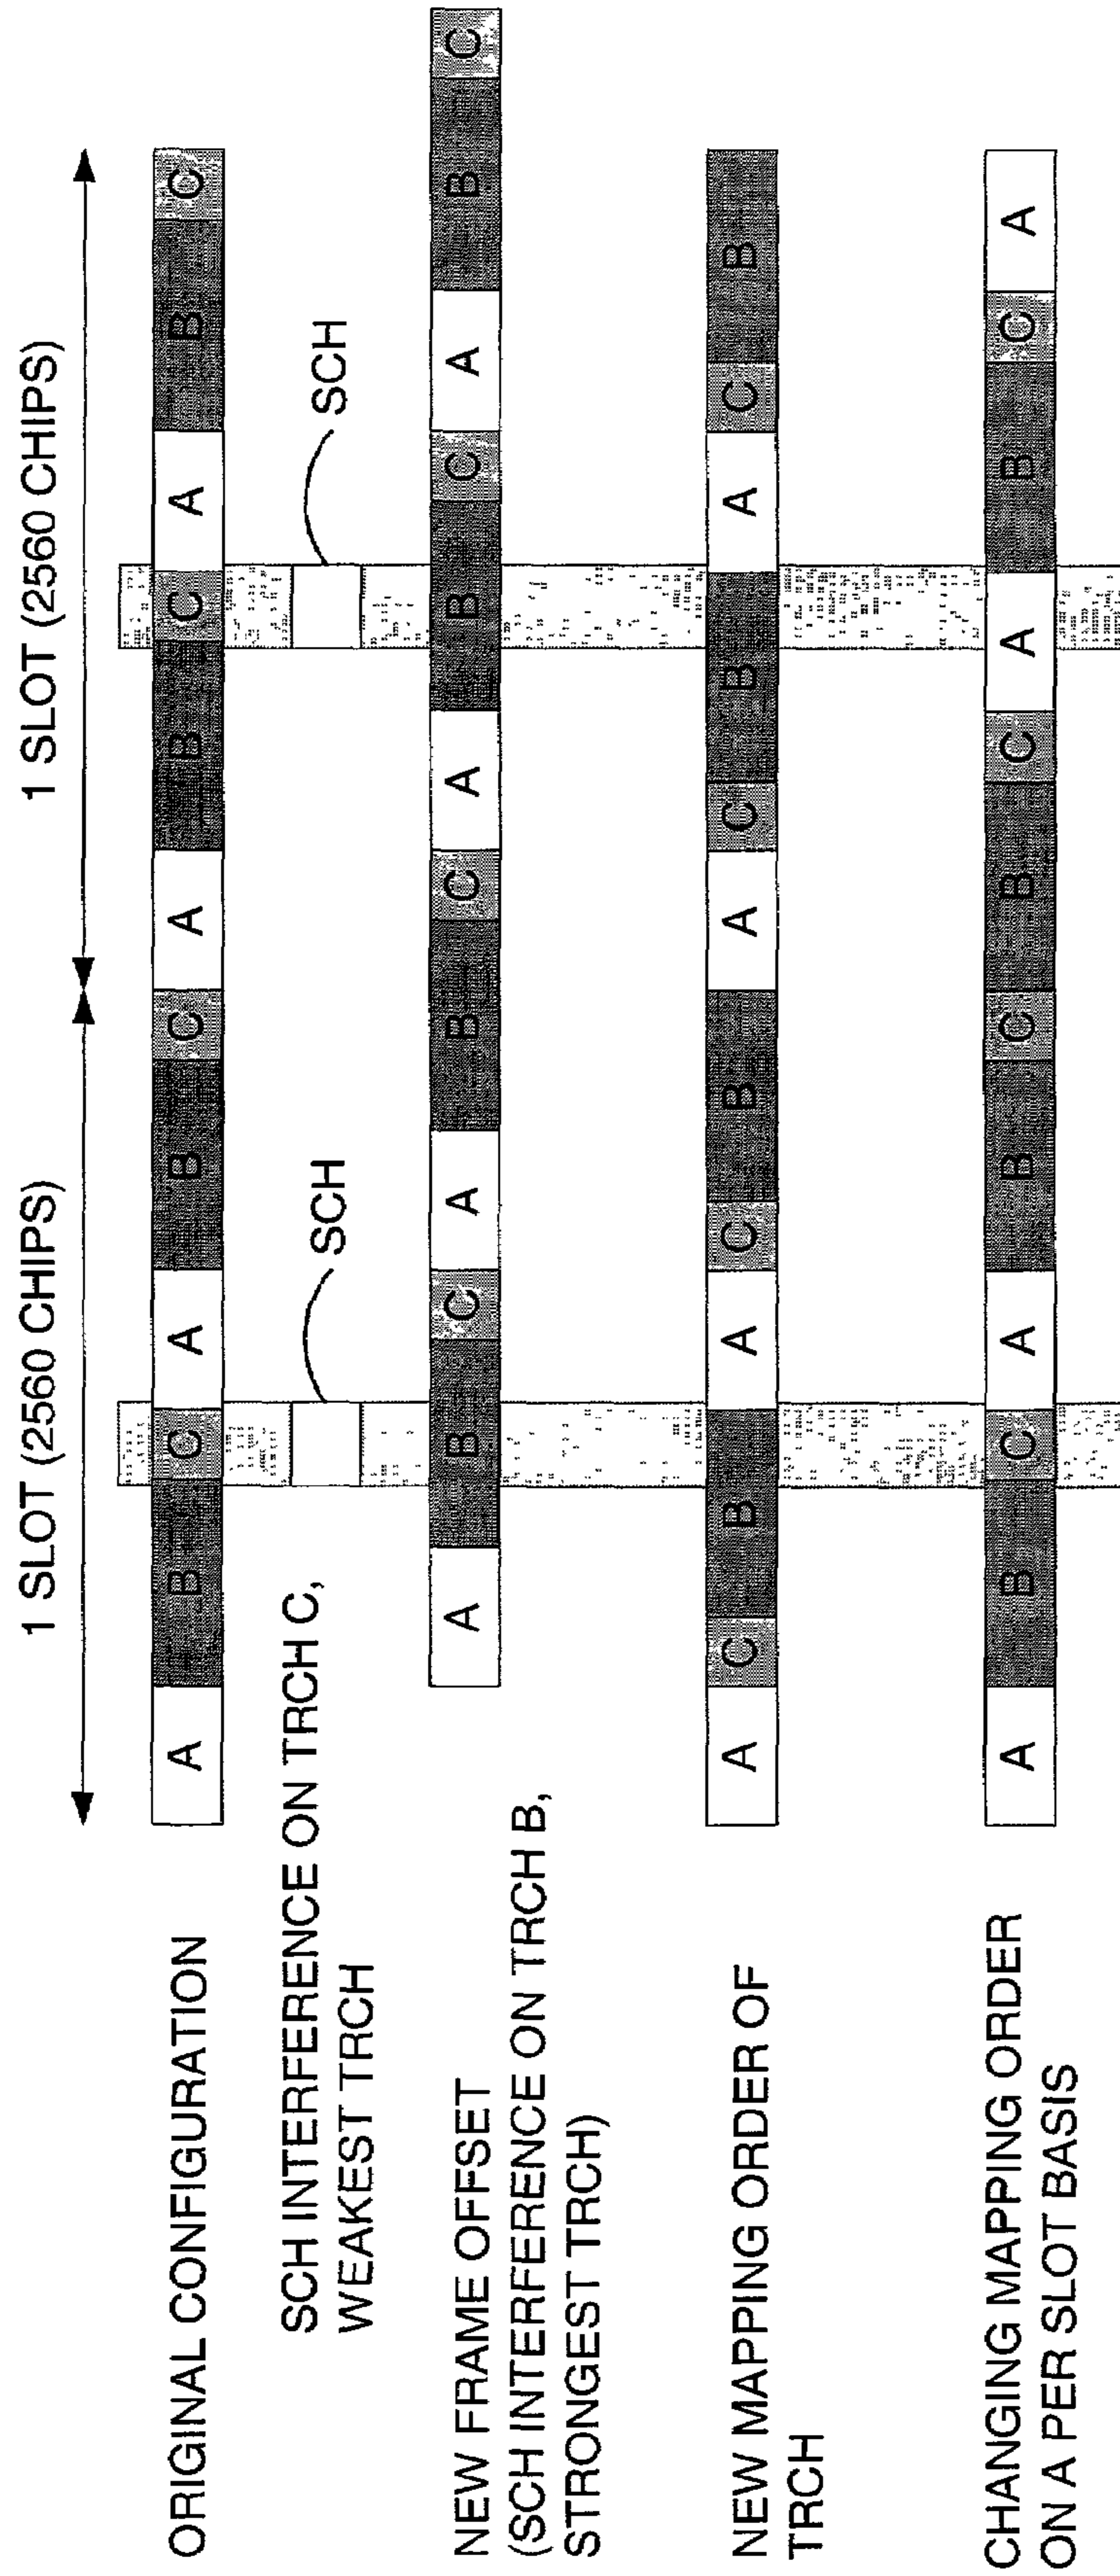 1 SLOT (2560 CHIPS) 1 SLOT (2560 CHIPS)
ORIGINAL CONFIGURATION A B C A B C A B C A B C
SCH INTERFERENCE ON TRCH C, SCH SCH
WEAKEST TRCH
NEW FRAME OFFSET A B C A B C A B C A B C
(SCH INTERFERENCE ON TRCH B,
STRONGEST TRCH)
NEW MAPPING ORDER OF A C B A C B A C B A C B
TRCH
CHANGING MAPPING ORDER A B C A B C B C A B C A
ON A PER SLOT BASIS